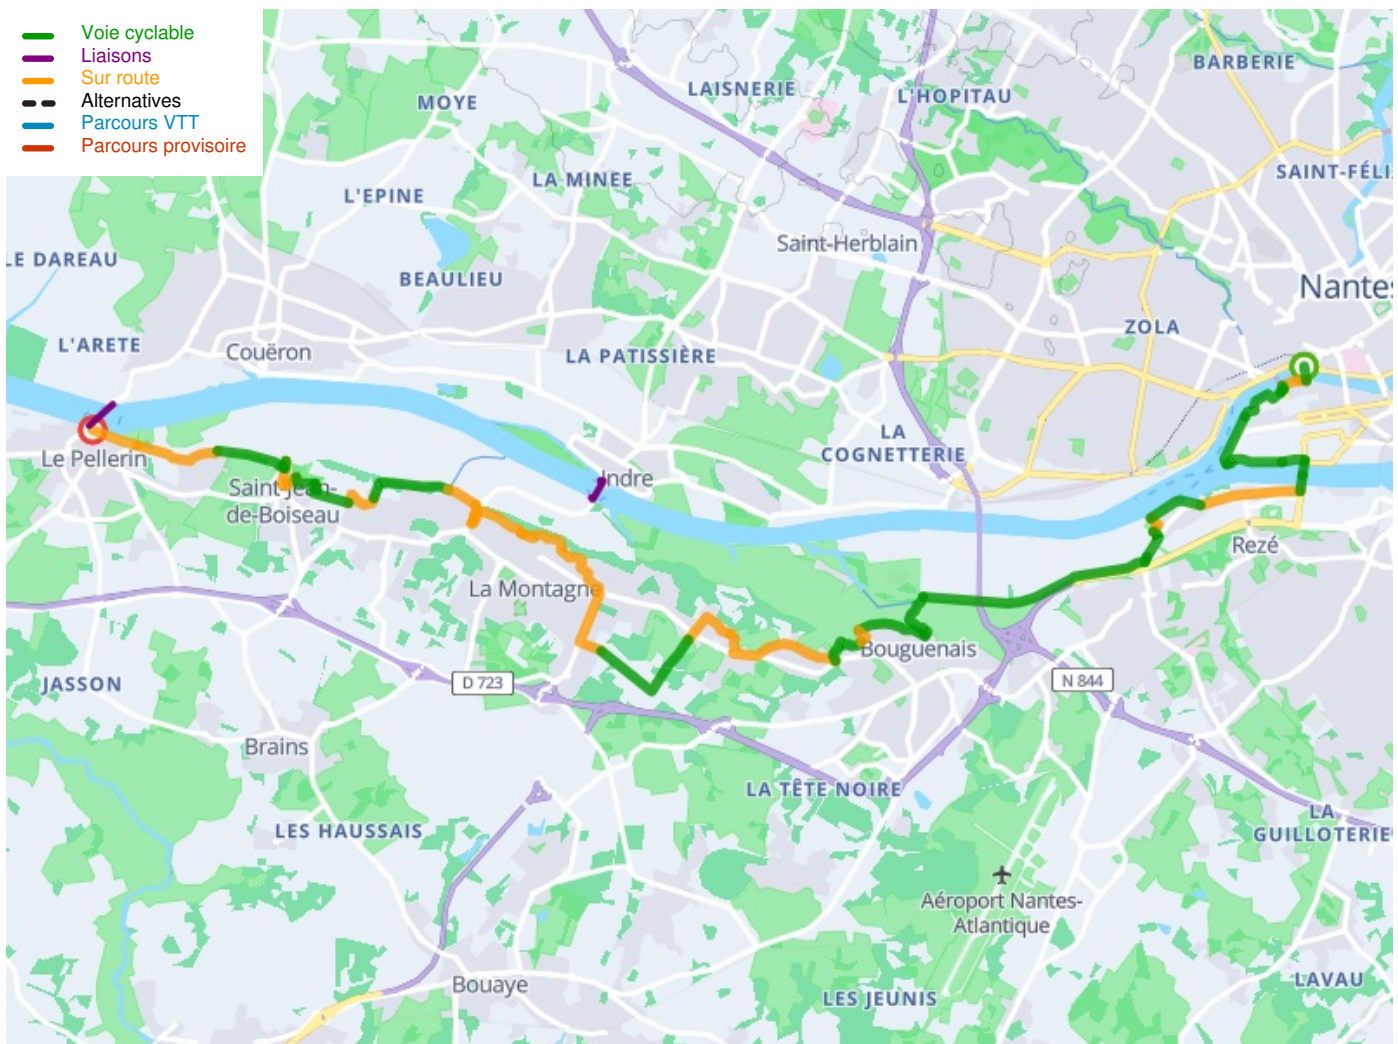 Voie cyclable
Liaisons
Sur route
Alternatives
Parcours VTT
Parcours provisoire
BARBERIE
LAISNERIE
L'HOPITAU
MOYE
SAINT-FÉLI
LA MINEE
L'EPINE
Saint-Herblain
LE DAREAU
BEAULIEU
Nantes
ZOLA
L'ARETE
Couëron
LA PATISSIÈRE
LA
COGNETTERIE
Le Pellerin
Indre
Saint-Jean-
de-Boiseau
Rezé
La Montagne
Bouguenais
JASSON
D 723
N 844
Brains
LA TÊTE NOIRE
LES HAUSSAIS
LA
GUILLOTERIE
Aéroport Nantes-
Atlantique
Bouaye
LAVAU
LES JEUNIS